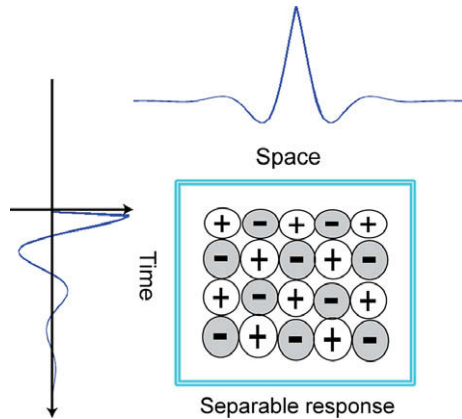 Space
Time
+ - + - +
- + - + -
+ - + - +
- + - + -
Separable response